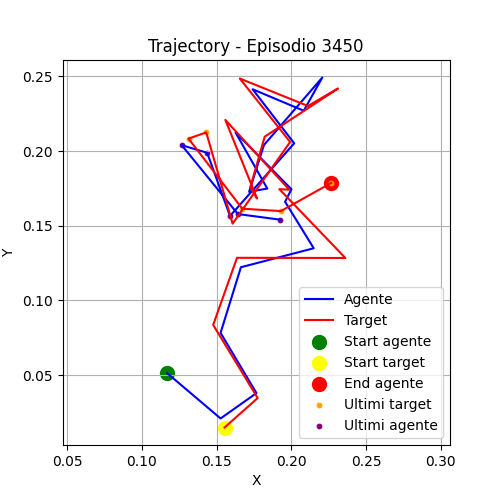 Trajectory - Episodio 3450
0.25
0.20
0.15
0.10
0.05
Y
Agente
Target
Start agente
Start target
End agente
Ultimi target
Ultimi agente
0.05 0.10 0.15 0.20 0.25 0.30
X